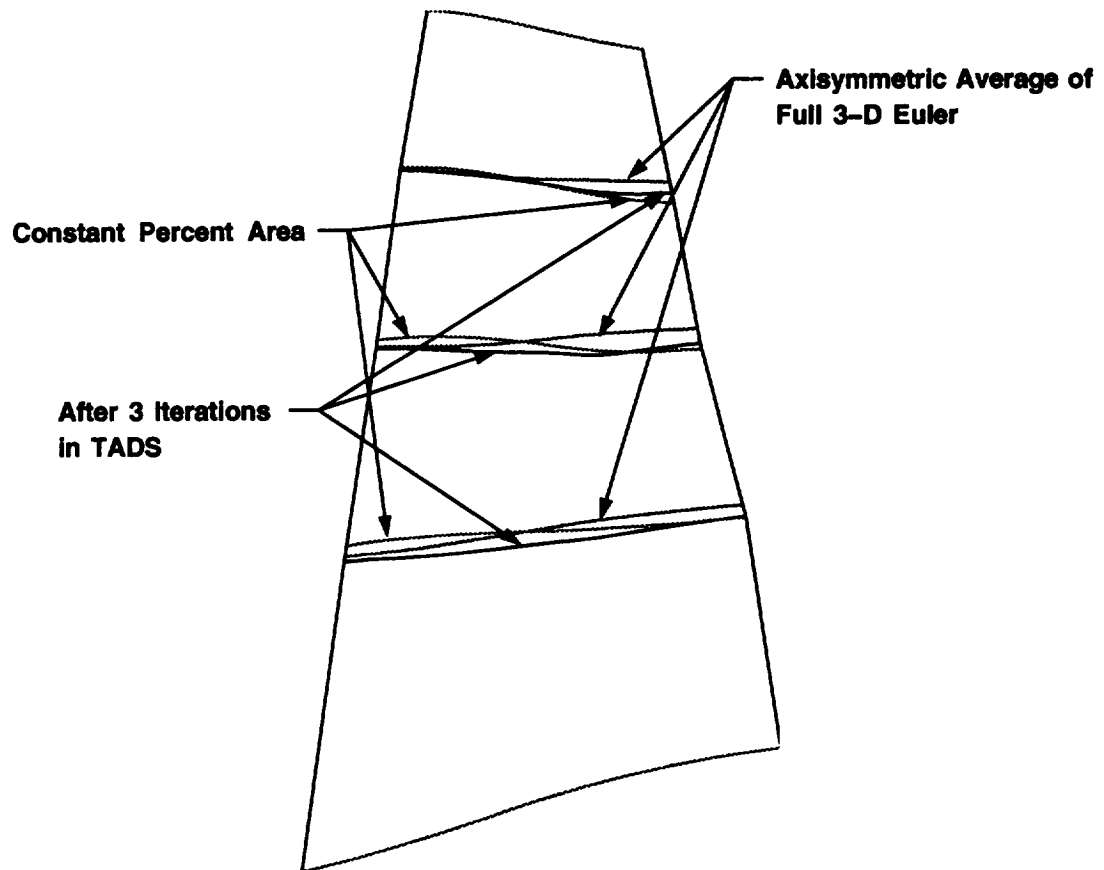 Axisymmetric Average of
Full 3-D Euler
Constant Percent Area
After 3 Iterations
in TADS